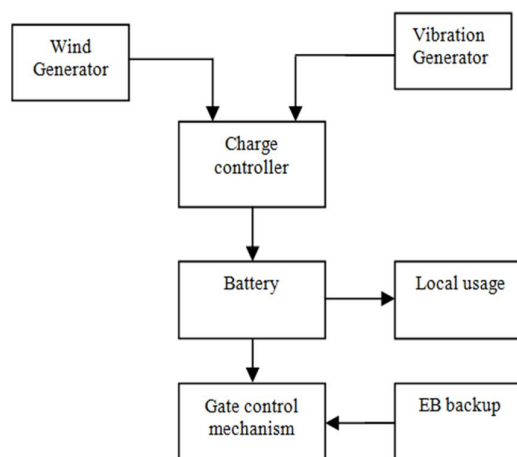 Wind
Generator
Vibration
Generator
Charge
controller
Battery
Local usage
Gate control
mechanism
EB backup